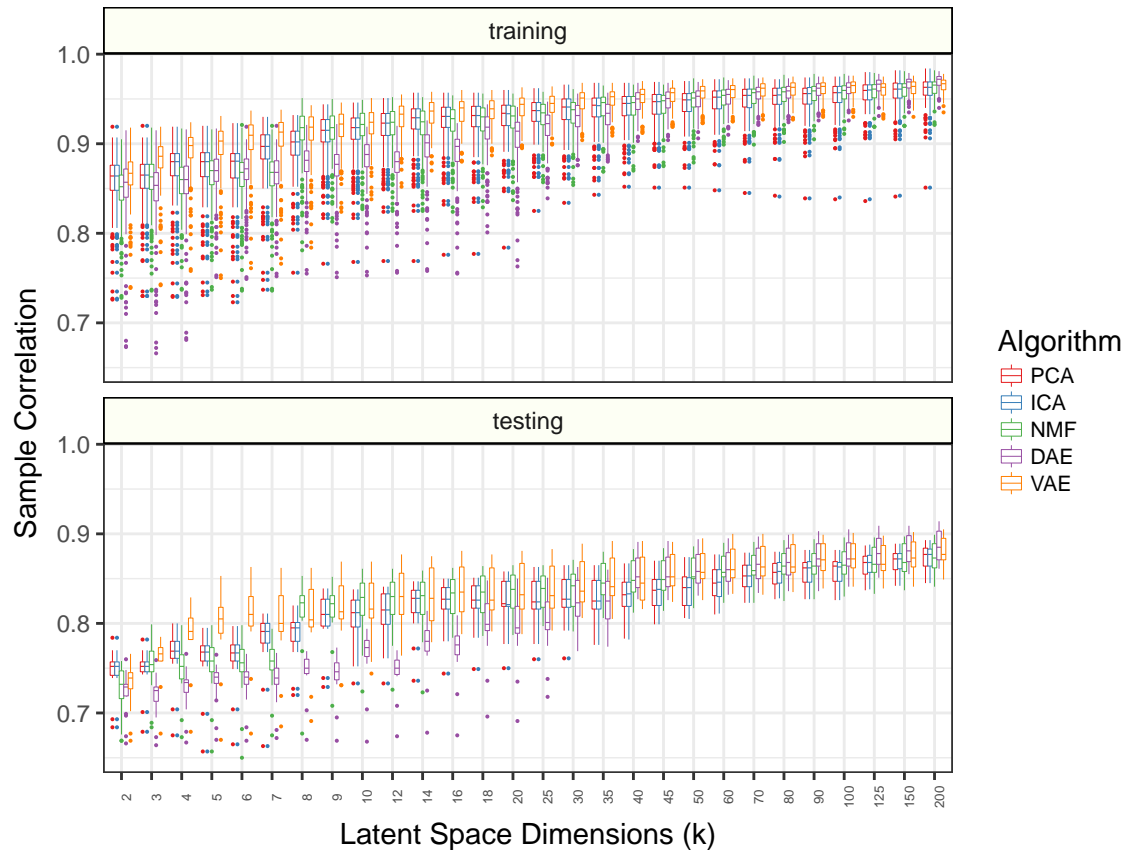 training
1.0
0.9
0.8
0.7
testing
1.0
0.9
0.8
0.7
Sample Correlation
2 3 4 5 6 7 8 9 10 12 14 16 18 20 25 30 35 40 45 50 60 70 80 90 100 125 150 200
Latent Space Dimensions (k)
Algorithm
PCA
ICA
NMF
DAE
VAE